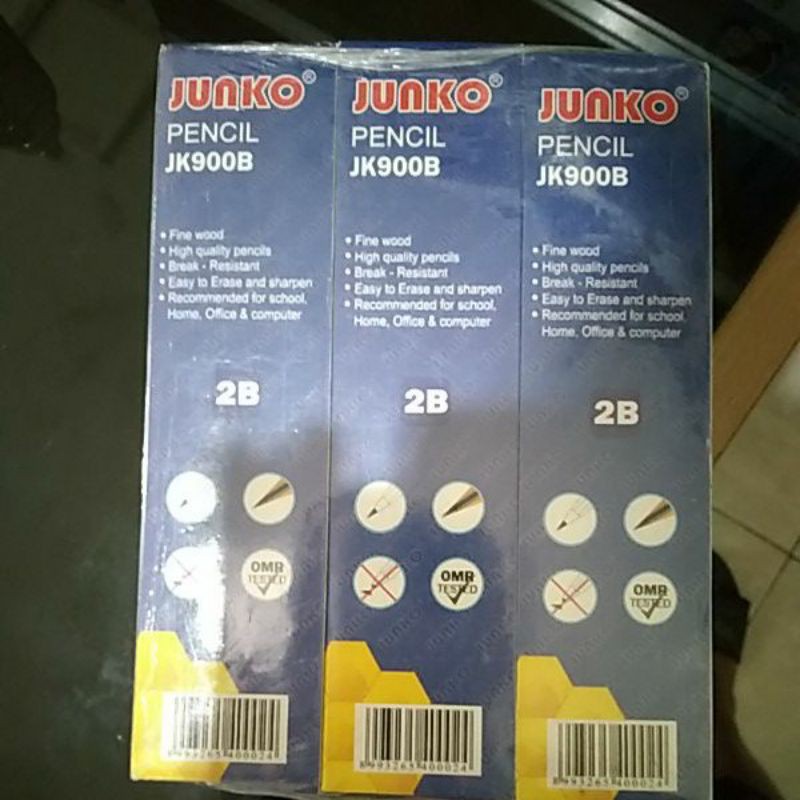 JUNKO®
PENCIL
JK900B
• Fine wood
• High quality pencils
• Break - Resistant
• Easy to Erase and sharpen
• Recommended for school,
Home, Office & computer
2B
OMR
TESTED
8993265400024
JUNKO®
PENCIL
JK900B
• Fine wood
• High quality pencils
• Break - Resistant
• Easy to Erase and sharpen
• Recommended for school,
Home, Office & computer
2B
OMR
TESTED
8993265400024
JUNKO®
PENCIL
JK900B
• Fine wood
• High quality pencils
• Break - Resistant
• Easy to Erase and sharpen
• Recommended for school,
Home, Office & computer
2B
OMR
TESTED
8993265400024